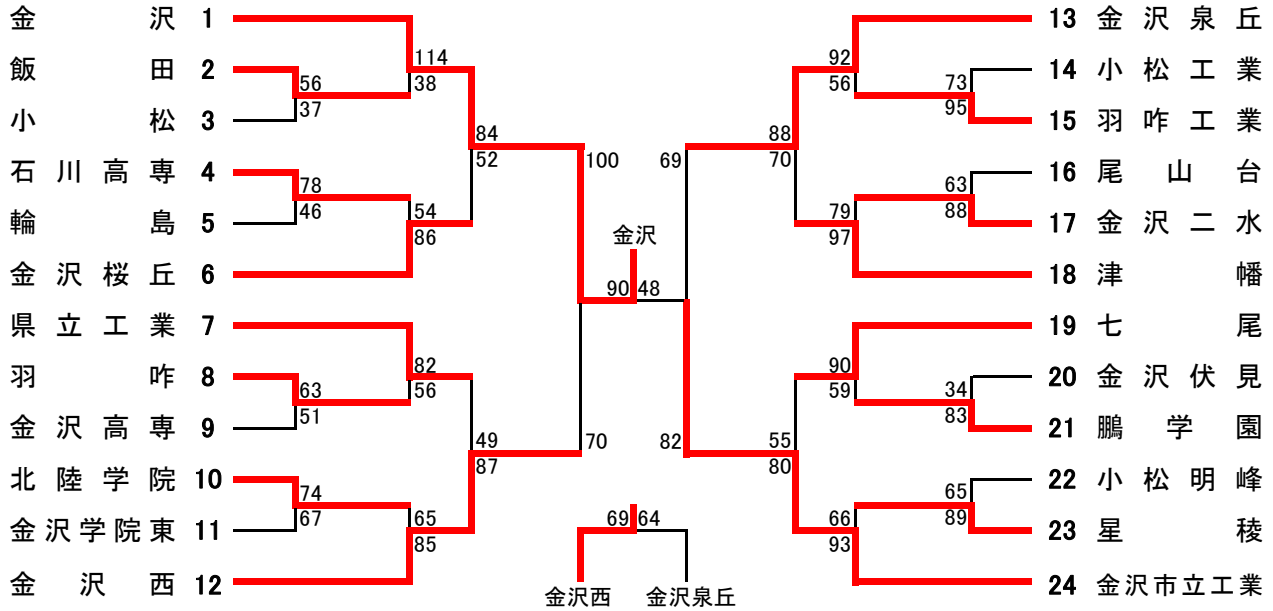 金沢 1
飯田 2
小松 3
石川高専 4
輪島 5
金沢桜丘 6
県立工業 7
羽咋 8
金沢高専 9
北陸学院 10
金沢学院東 11
金沢西 12
56
37
78
46
63
51
74
67
114
38
54
86
82
56
65
85
84
52
49
87
100
70
金沢
90 48
69 64
金沢西 金沢泉丘
69
82
88
70
55
80
92
56
79
97
90
59
66
93
73
95
63
88
34
83
65
89
13 金沢泉丘
14 小松工業
15 羽咋工業
16 尾山台
17 金沢二水
18 津幡
19 七尾
20 金沢伏見
21 鵬学園
22 小松明峰
23 星稜
24 金沢市立工業